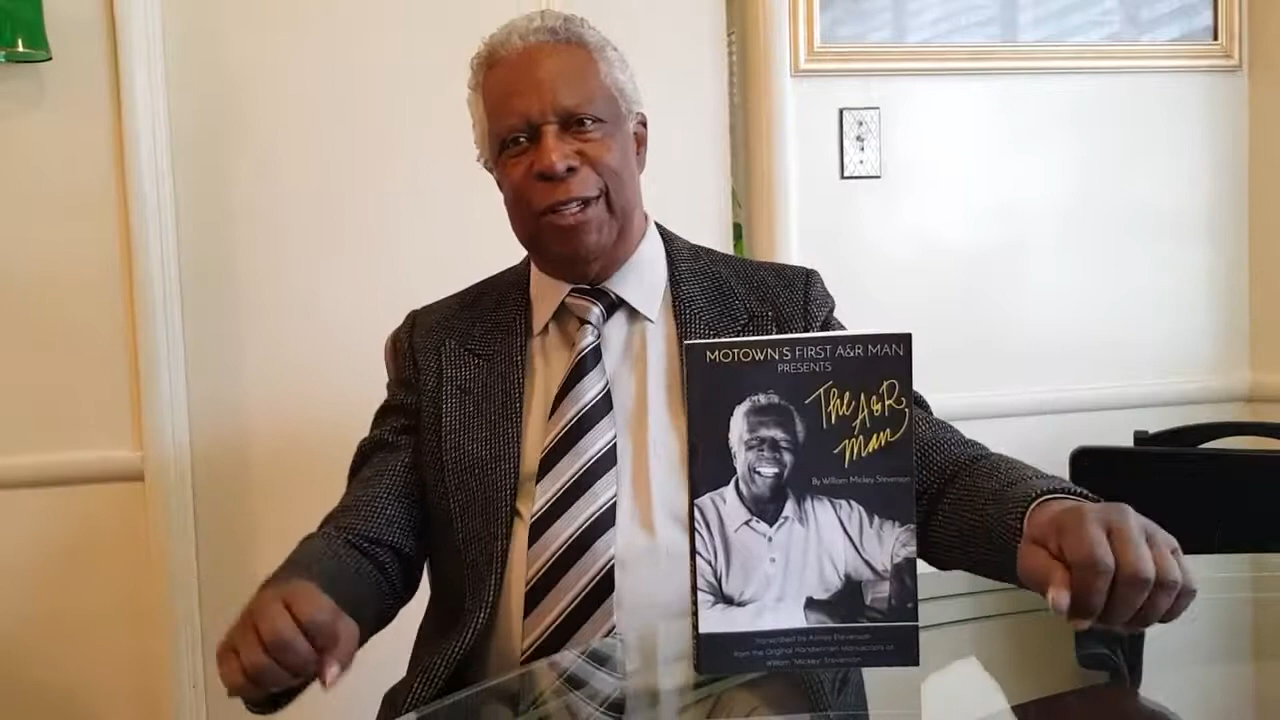 MOTOWN'S FIRST A&R MAN
PRESENTS
The A&R
Man
By William Mickey Stevenson
Transcribed by Ashley Stevenson
from the Original Handwritten Manuscripts of
William "Mickey" Stevenson